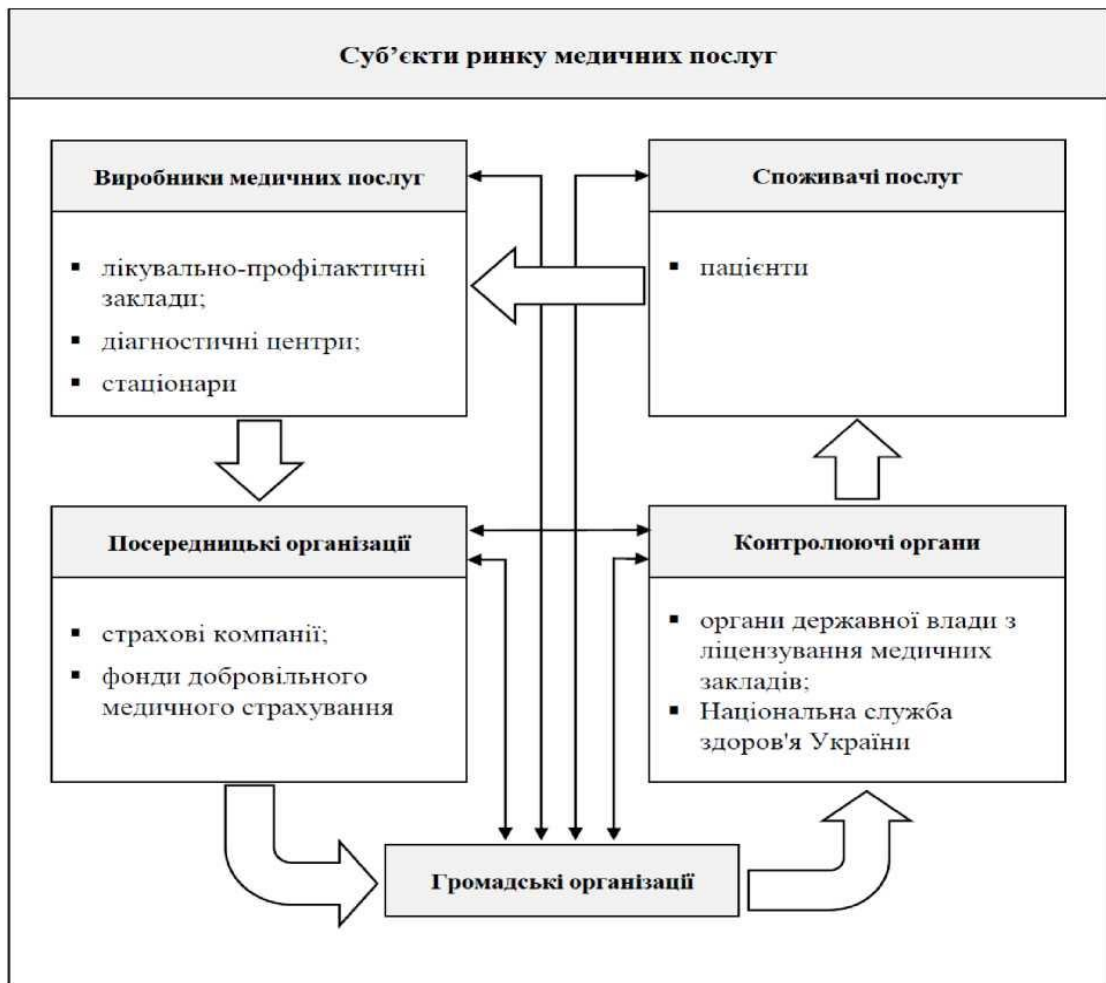 Суб’єкти ринку медичних послуг
Виробники медичних послуг
▪ лікувально-профілактичні
заклади;
▪ діагностичні центри;
▪ стаціонари
Споживачі послуг
▪ пацієнти
Посередницькі організації
▪ страхові компанії;
▪ фонди добровільного
медичного страхування
Контролюючі органи
▪ органи державної влади з
ліцензування медичних
закладів;
▪ Національна служба
здоров'я України
Громадські організації